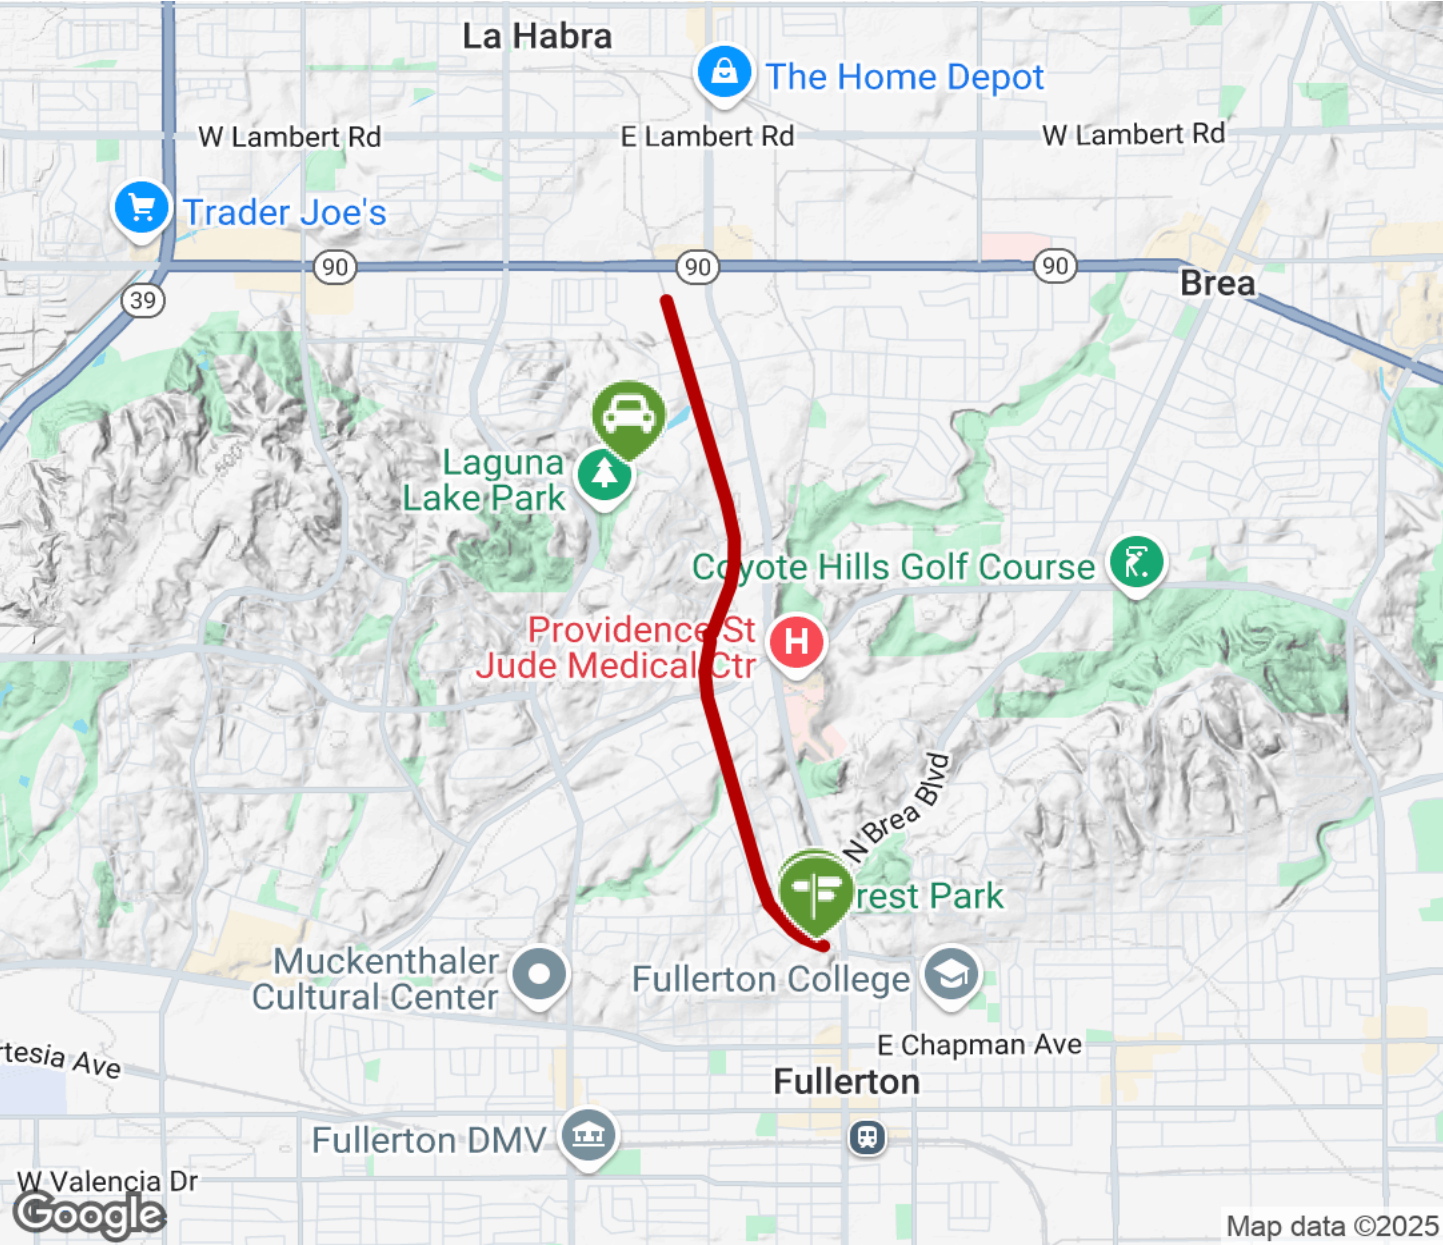 La Habra
The Home Depot
W Lambert Rd
E Lambert Rd
W Lambert Rd
Trader Joe's
90
90
90
Brea
39
600
Laguna
Lake Park
Coyote Hills Golf Course
Providence St
Jude Medical Ctr
H
N Brea Blvd
rest Park
Muckenthaler
Cultural Center
Fullerton College
rtesia Ave
E Chapman Ave
Fullerton
Fullerton DMV
W Valencia Dr
Google
Map data ©2025